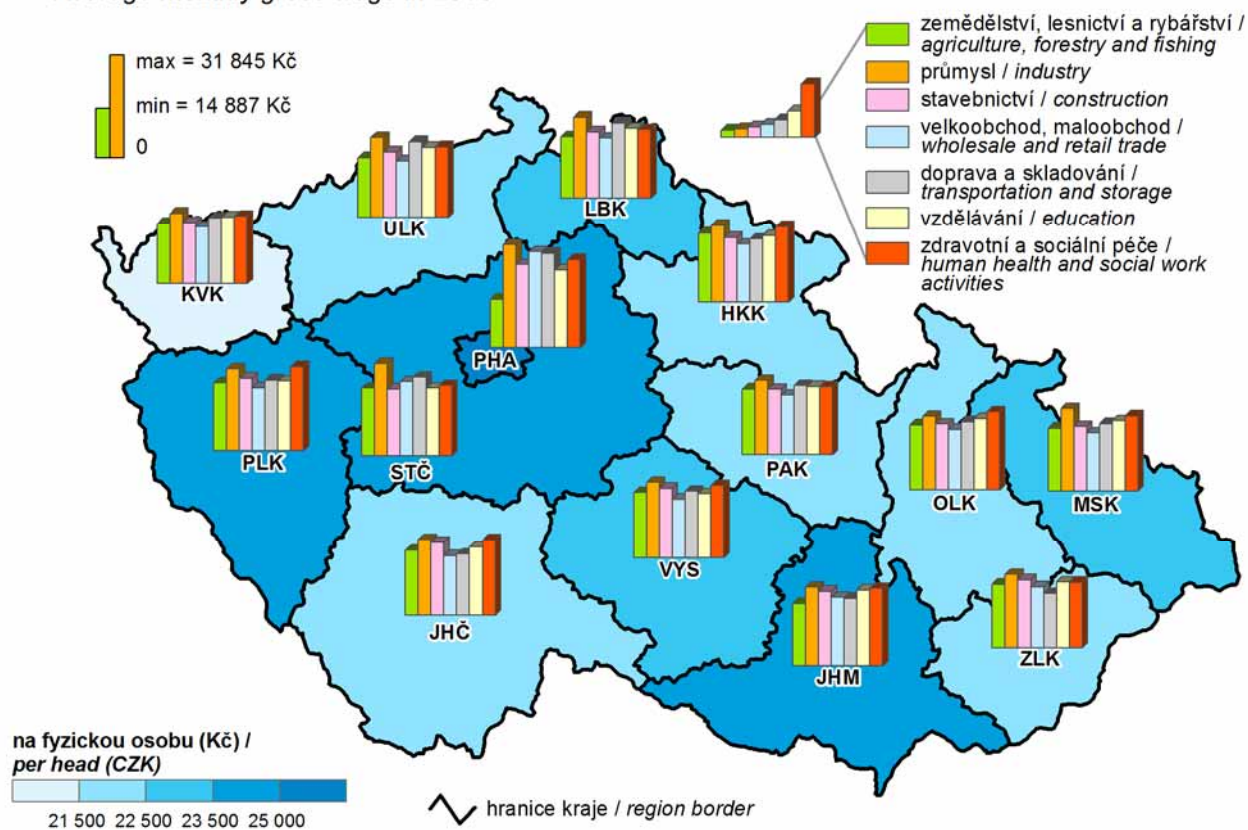 max = 31 845 Kč
min = 14 887 Kč
0
zemědělství, lesnictví a rybářství /
agriculture, forestry and fishing
průmysl / industry
stavebnictví / construction
velkoobchod, maloobchod /
wholesale and retail trade
doprava a skladování /
transportation and storage
vzdělávání / education
zdravotní a sociální péče /
human health and social work
activities
ULK
LBK
KVK
HKK
PHA
PLK
STČ
PAK
OLK
MSK
VYS
JHČ
JHM
ZLK
na fyzickou osobu (Kč) /
per head (CZK)
21 500 22 500 23 500 25 000
hranice kraje / region border